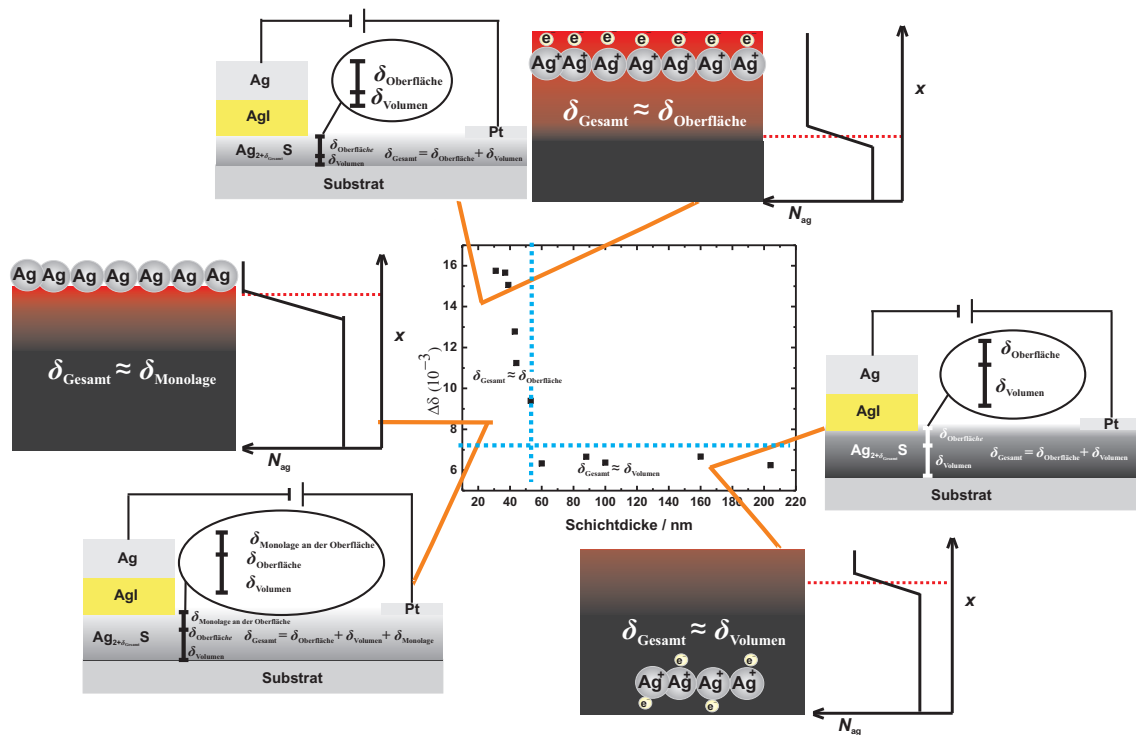 Ag
AgI
Ag2+δGesamt S
δOberfläche
δVolumen
δOberfläche
δVolumen
δGesamt = δOberfläche + δVolumen
Pt
Substrat
e⁻ e⁻ e⁻ e⁻ e⁻ e⁻ e⁻
Ag⁺ Ag⁺ Ag⁺ Ag⁺ Ag⁺ Ag⁺ Ag⁺
δGesamt ≈ δOberfläche
x
Nag
Ag Ag Ag Ag Ag Ag Ag
δGesamt ≈ δMonolage
x
Nag
Δδ (10⁻³)
16
14
12
10
8
6
δGesamt ≈ δOberfläche
δGesamt ≈ δVolumen
20 40 60 80 100 120 140 160 180 200 220
Schichtdicke / nm
Ag
AgI
Ag2+δGesamt S
δOberfläche
δVolumen
δOberfläche
δVolumen
δGesamt = δOberfläche + δVolumen
Pt
Substrat
Ag
AgI
Ag2+δGesamt S
δMonolage an der Oberfläche
δOberfläche
δVolumen
δMonolage an der Oberfläche
δOberfläche
δVolumen
δGesamt = δOberfläche + δVolumen + δMonolage
Pt
Substrat
δGesamt ≈ δVolumen
e⁻ e⁻
Ag⁺ Ag⁺ Ag⁺ Ag⁺
e⁻ e⁻
x
Nag